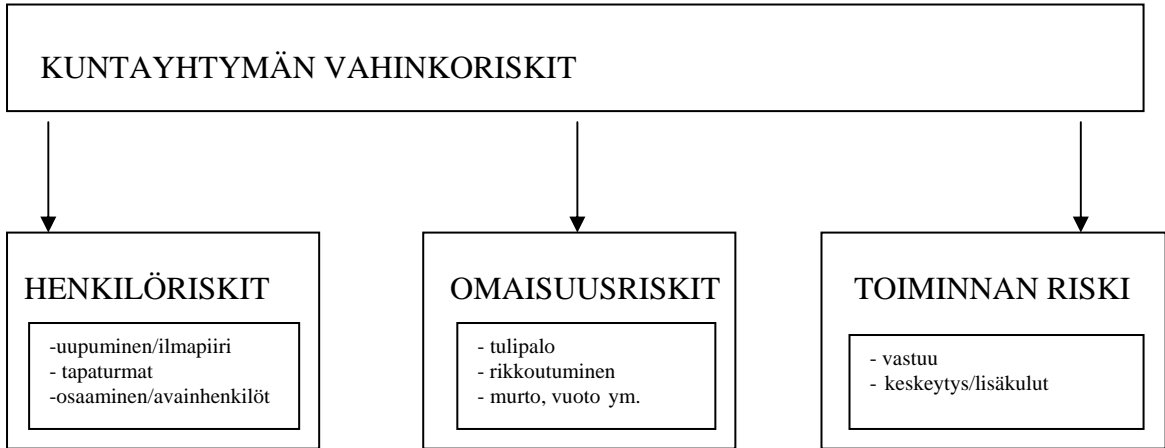 KUNTAYHTYMÄN VAHINKORISKIT
HENKILÖRISKIT
-uupuminen/ilmapiiri
- tapaturmat
-osaaminen/avainhenkilöt
OMAISUUSRISKIT
- tulipalo
- rikkoutuminen
- murto, vuoto ym.
TOIMINNAN RISKI
- vastuu
- keskeytys/lisäkulut